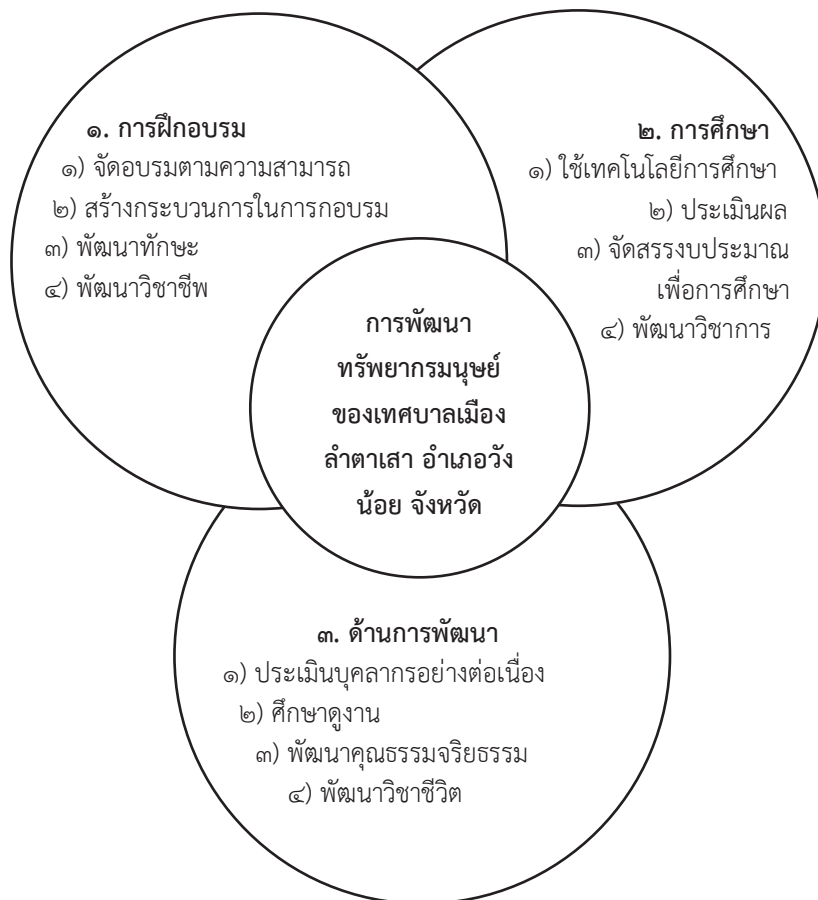 ๑. การฝึกอบรม
๑) จัดอบรมตามความสามารถ
๒) สร้างกระบวนการในการกอบรม
๓) พัฒนาทักษะ
๔) พัฒนาวิชาชีพ
๒. การศึกษา
๑) ใช้เทคโนโลยีการศึกษา
๒) ประเมินผล
๓) จัดสรรงบประมาณ
เพื่อการศึกษา
๔) พัฒนาวิชาการ
การพัฒนา
ทรัพยากรมนุษย์
ของเทศบาลเมือง
ลำตาเสา อำเภอวัง
น้อย จังหวัด
๓. ด้านการพัฒนา
๑) ประเมินบุคลากรอย่างต่อเนื่อง
๒) ศึกษาดูงาน
๓) พัฒนาคุณธรรมจริยธรรม
๔) พัฒนาวิชาชีวิต